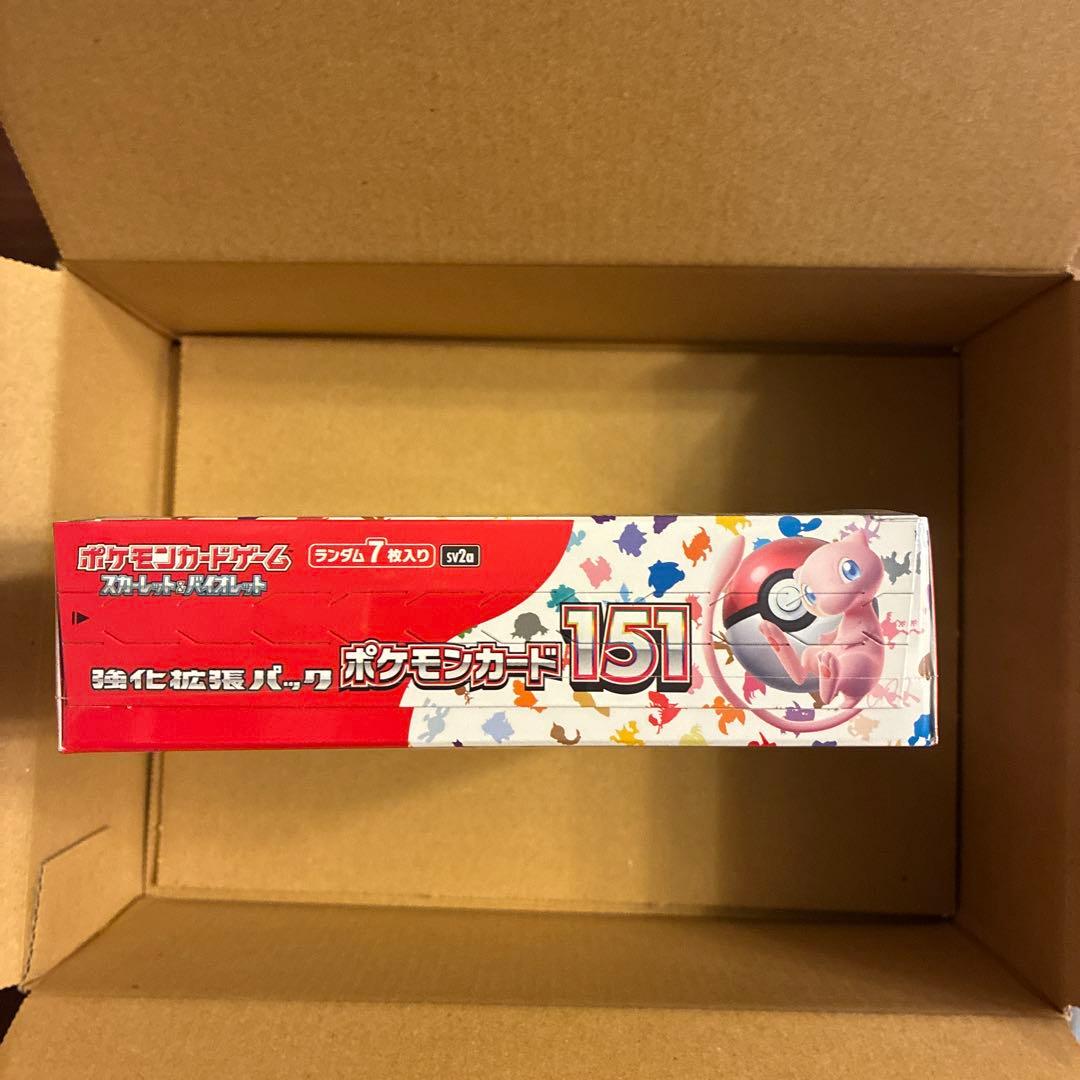 ポケモンカードゲーム
スカーレット&バイオレット
ランダム7枚入り
sv2a
強化拡張パック
ポケモンカード151